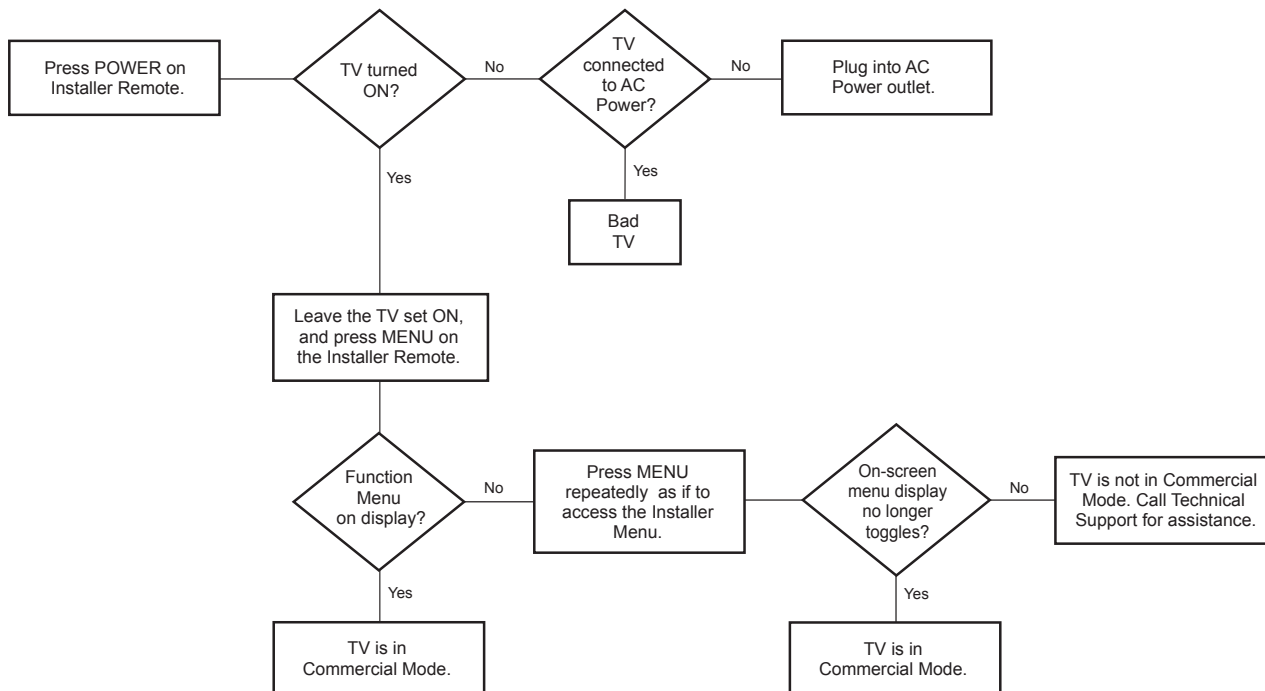 Press POWER on
Installer Remote.
TV turned
ON?
No
TV
connected
to AC
Power?
No
Plug into AC
Power outlet.
Yes
Yes
Bad
TV
Leave the TV set ON,
and press MENU on
the Installer Remote.
Function
Menu
on display?
No
Press MENU
repeatedly as if to
access the Installer
Menu.
On-screen
menu display
no longer
toggles?
No
TV is not in Commercial
Mode. Call Technical
Support for assistance.
Yes
TV is in
Commercial Mode.
Yes
TV is in
Commercial Mode.